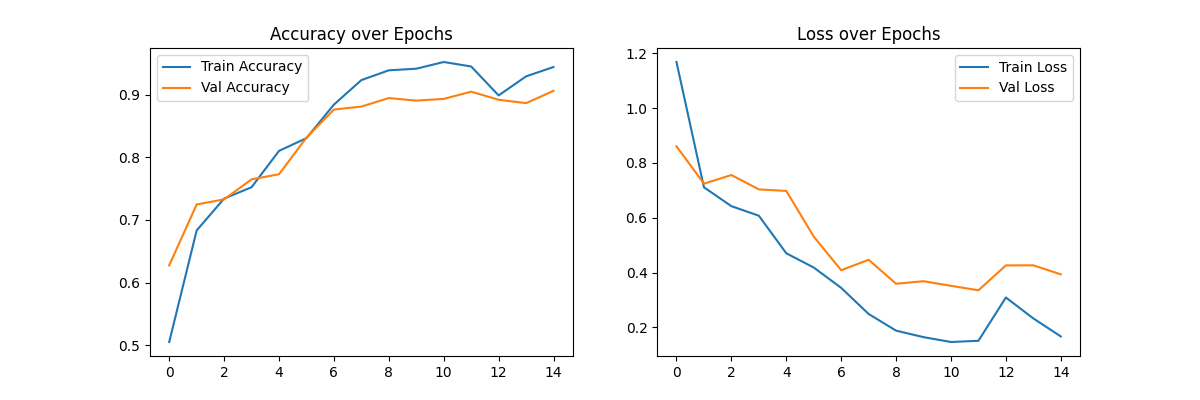 Accuracy over Epochs
Train Accuracy
Val Accuracy
0.9
0.8
0.7
0.6
0.5
0 2 4 6 8 10 12 14
Loss over Epochs
Train Loss
Val Loss
1.2
1.0
0.8
0.6
0.4
0.2
0 2 4 6 8 10 12 14